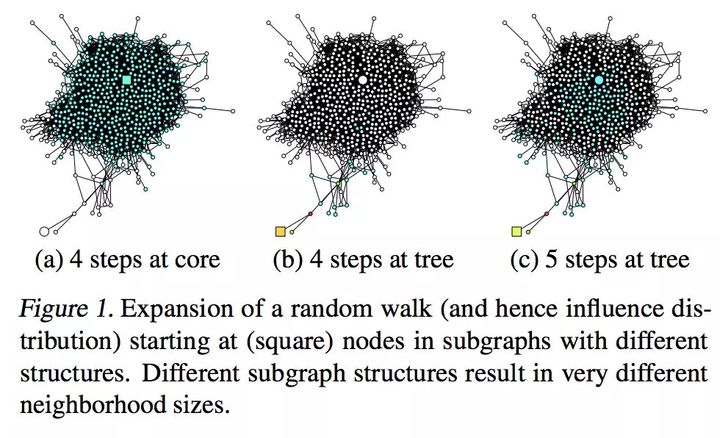 (a) 4 steps at core (b) 4 steps at tree (c) 5 steps at tree
Figure 1. Expansion of a random walk (and hence influence dis-
tribution) starting at (square) nodes in subgraphs with different
structures. Different subgraph structures result in very different
neighborhood sizes.